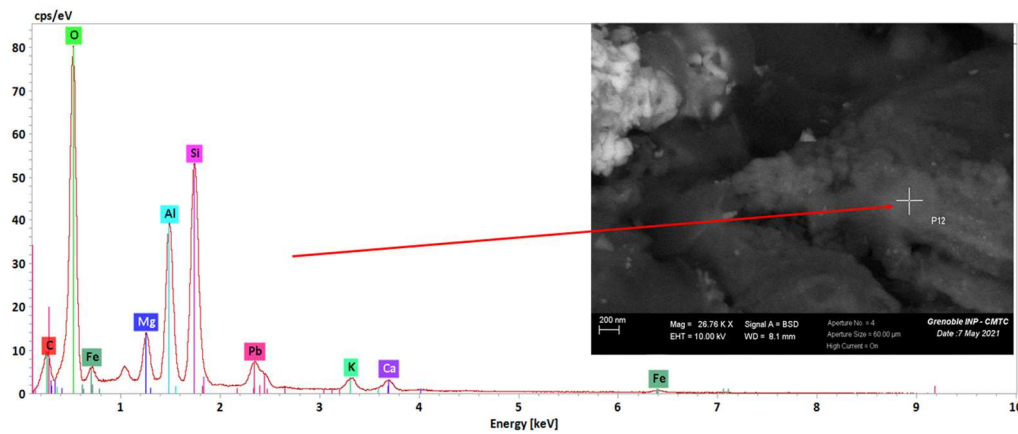 cps/eV
80
70
60
50
40
30
20
10
0
O
Si
Al
Mg
C
Fe
Pb
K
Ca
Fe
1 2 3 4 5 6 7 8 9 10
Energy [keV]
P12
200 nm
Mag = 26.76 K X Signal A = BSD Aperture No. = 4 Grenoble INP - CMTC
EHT = 10.00 kV WD = 8.1 mm Aperture Size = 60.00 µm Date :7 May 2021
High Current = On